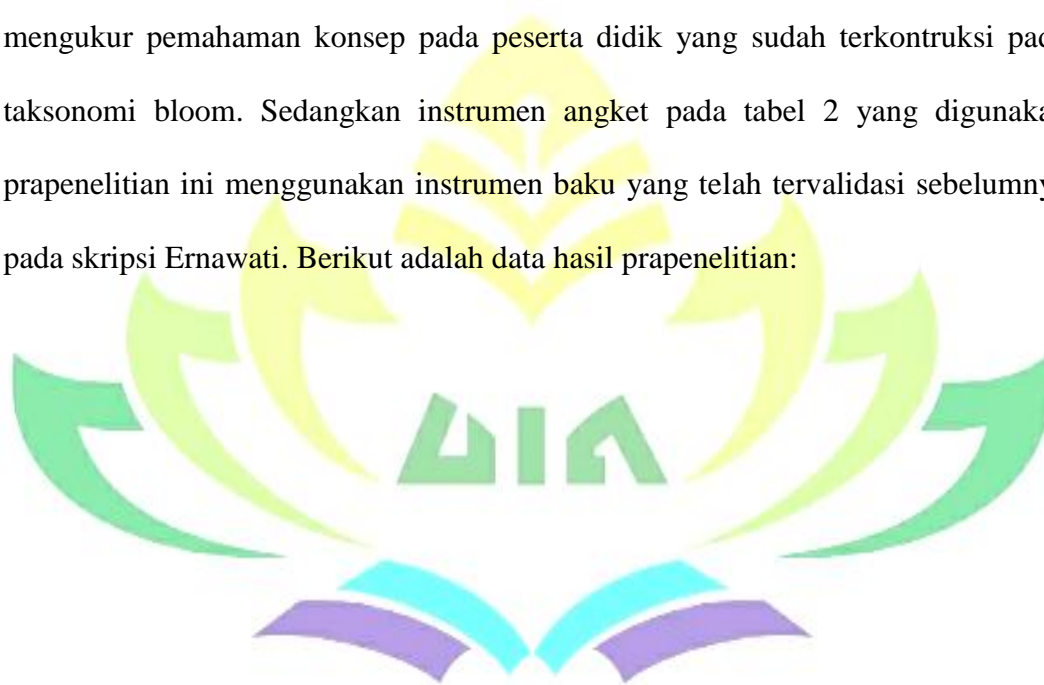 mengukur pemahaman konsep pada peserta didik yang sudah terkontruksi pad
taksonomi bloom. Sedangkan instrumen angket pada tabel 2 yang digunaka
prapenelitian ini menggunakan instrumen baku yang telah tervalidasi sebelumny
pada skripsi Ernawati. Berikut adalah data hasil prapenelitian:
UIN